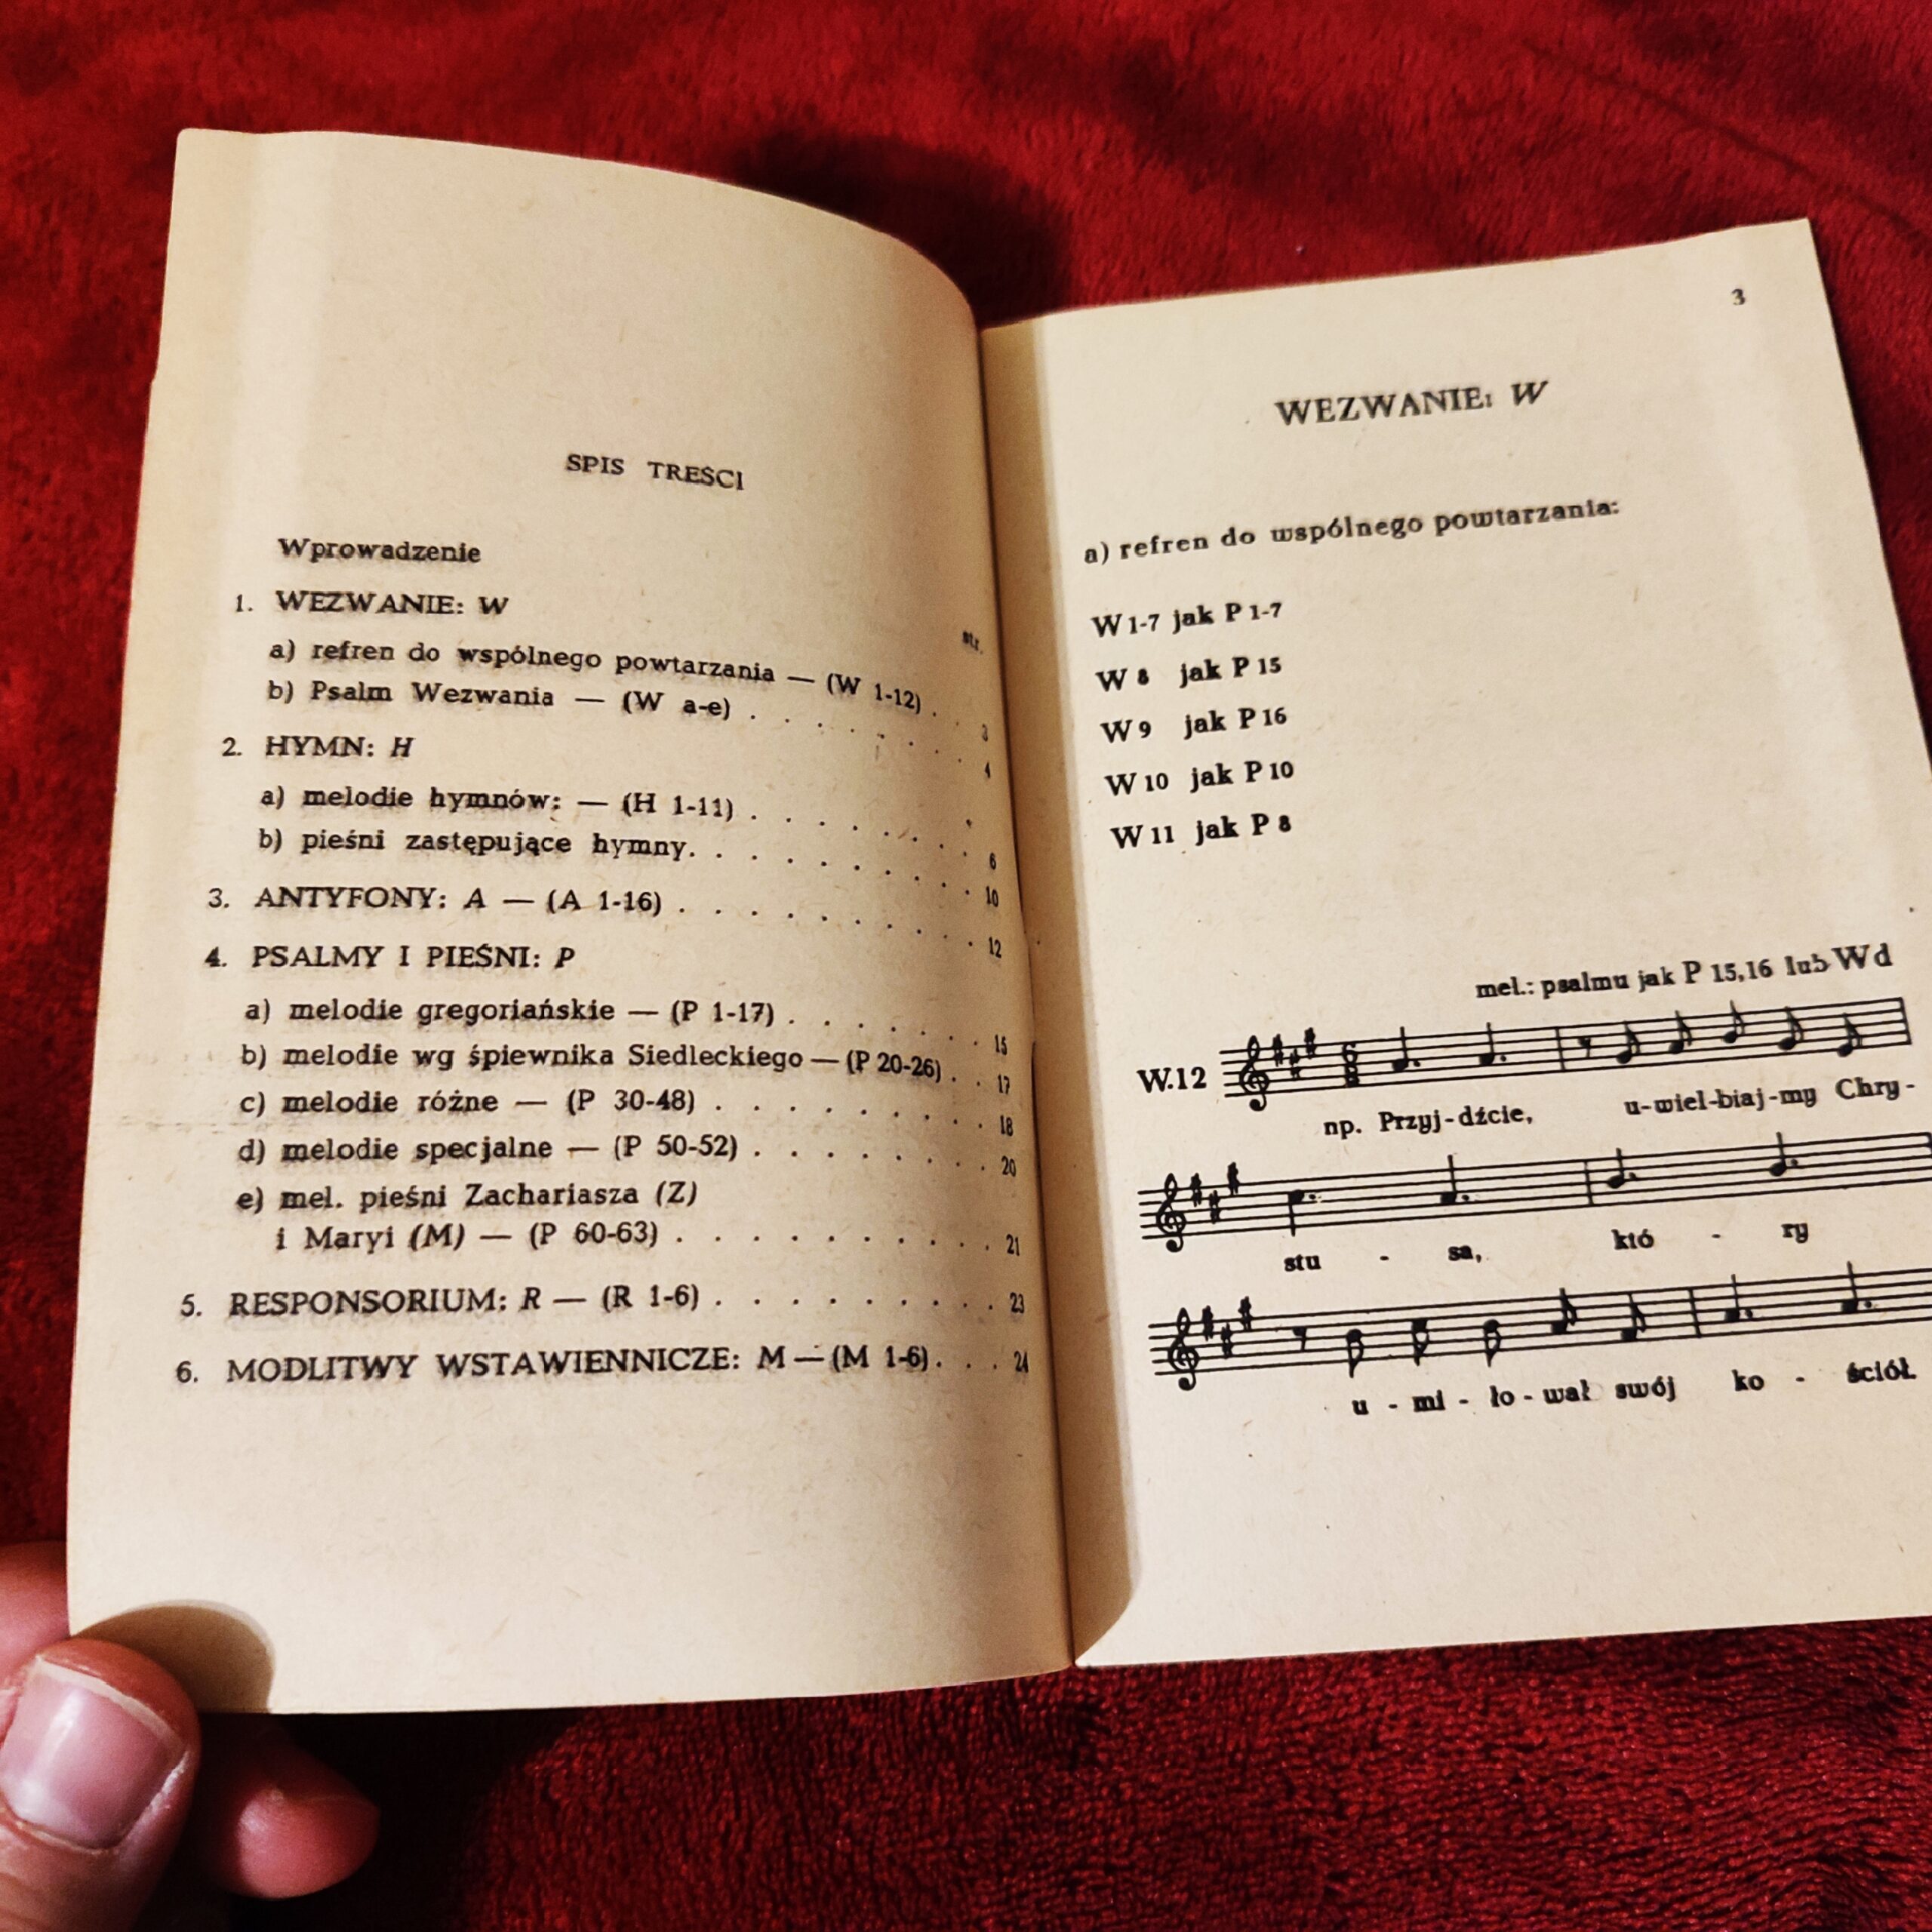 SPIS TREŚCI
Wprowadzenie
1. WEZWANIE: W
str.
a) refren do wspólnego powtarzania — (W 1-12) . . 3
b) Psalm Wezwania — (W a-e) . . . . . . . 4
2. HYMN: H
a) melodie hymnów: — (H 1-11) . . . . . . . . 6
b) pieśni zastępujące hymny. . . . . . . . . 10
3. ANTYFONY: A — (A 1-16) . . . . . . . . . 12
4. PSALMY I PIEŚNI: P
a) melodie gregoriańskie — (P 1-17) . . . . . . . 15
b) melodie wg śpiewnika Siedleckiego — (P 20-26) . . 17
c) melodie różne — (P 30-48) . . . . . . . . . 18
d) melodie specjalne — (P 50-52) . . . . . . . . 20
e) mel. pieśni Zachariasza (Z)
i Maryi (M) — (P 60-63) . . . . . . . . . . 21
5. RESPONSORIUM: R — (R 1-6) . . . . . . . . . 23
6. MODLITWY WSTAWIENNICZE: M — (M 1-6) . . . 24
3
WEZWANIE: W
a) refren do wspólnego powtarzania:
W 1-7 jak P 1-7
W 8 jak P 15
W 9 jak P 16
W 10 jak P 10
W 11 jak P 8
mel.: psalmu jak P 15,16 lub W d
W.12
6
8
np. Przyj-dźcie, u-wiel-biaj-my Chry-
stu - sa, któ - ry
u - mi - ło - wał swój ko - ściół.